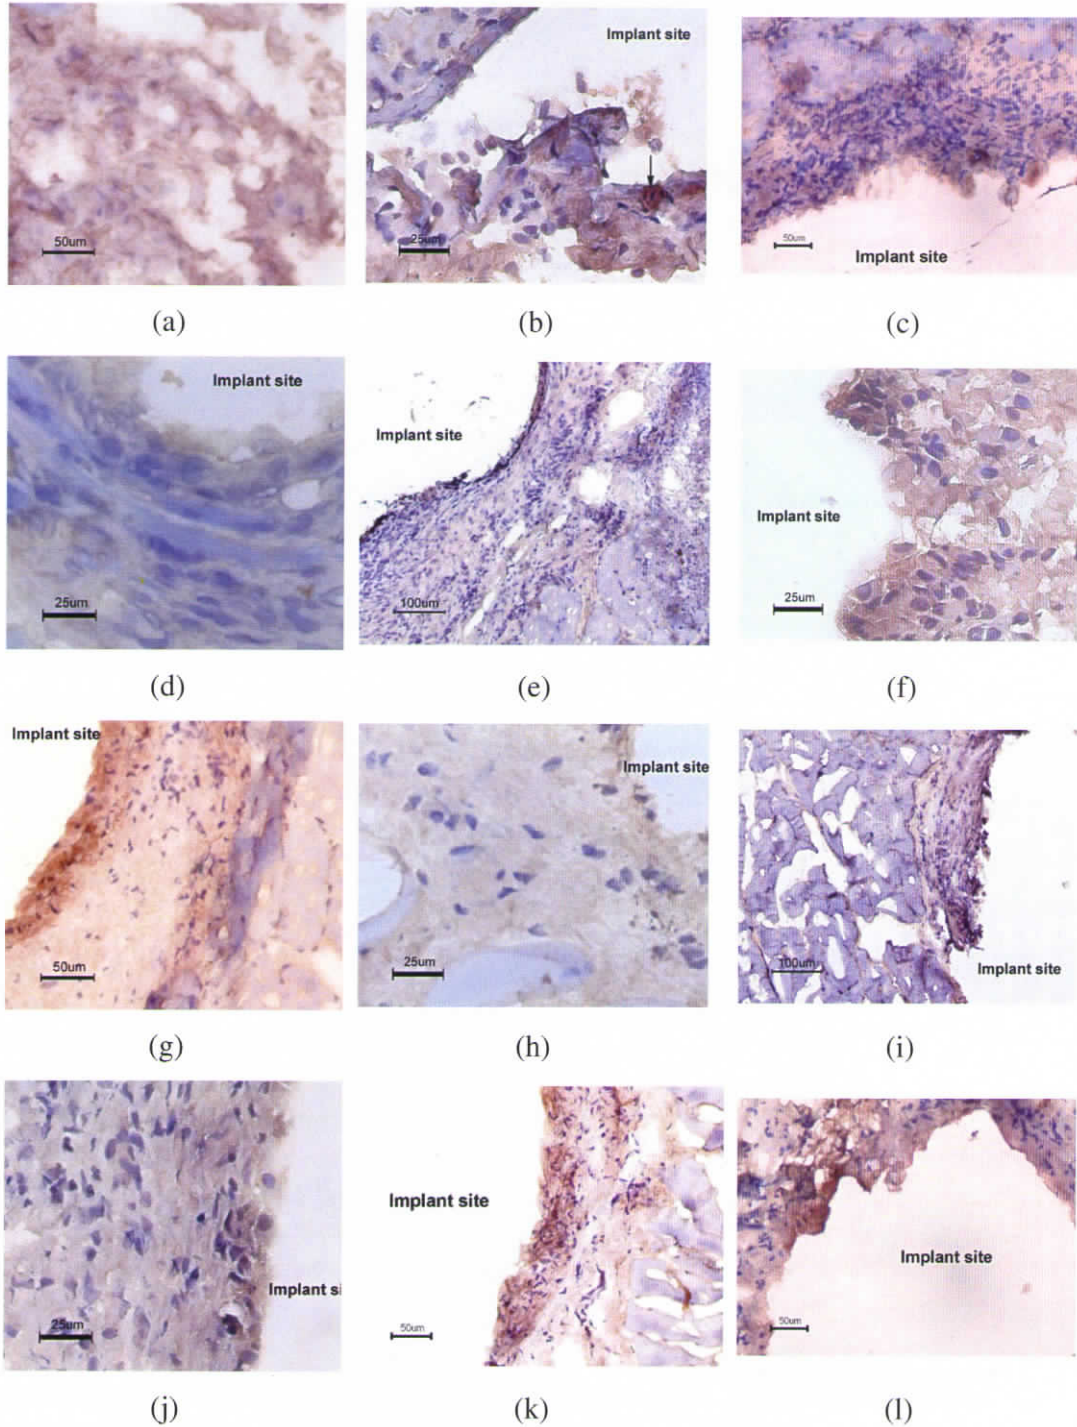 50um
(a)
Implant site
25um
(b)
50um
Implant site
(c)
Implant site
25um
(d)
Implant site
100um
(e)
Implant site
25um
(f)
Implant site
50um
(g)
Implant site
25um
(h)
100um
Implant site
(i)
Implant si
25um
(j)
Implant site
50um
(k)
Implant site
50um
(l)